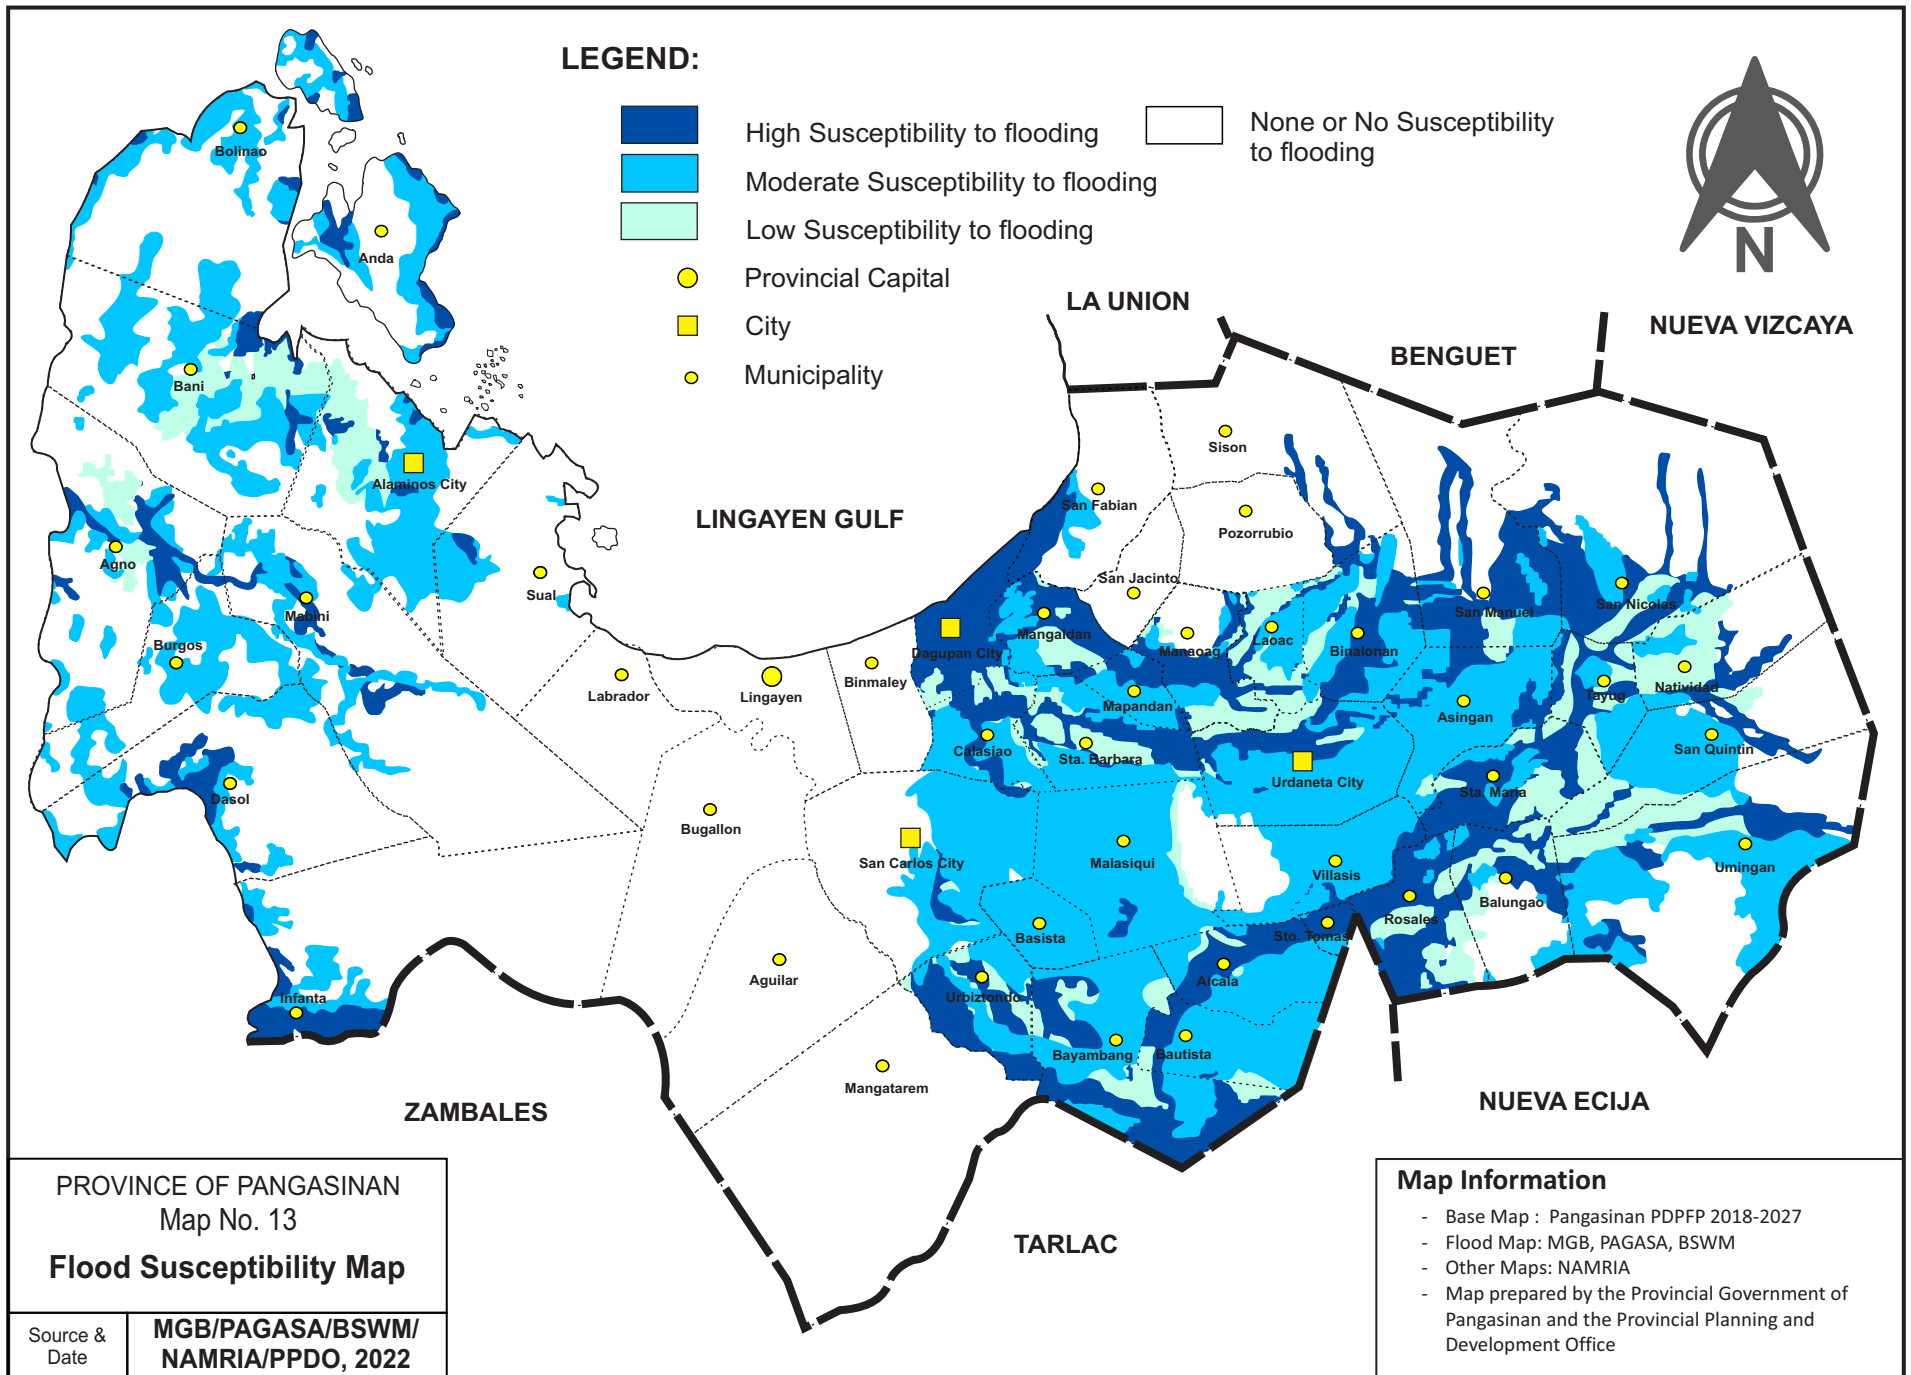 LEGEND:
High Susceptibility to flooding
Moderate Susceptibility to flooding
Low Susceptibility to flooding
Provincial Capital
City
Municipality
None or No Susceptibility
to flooding
N
LA UNION
BENGUET
NUEVA VIZCAYA
LINGAYEN GULF
ZAMBALES
TARLAC
NUEVA ECIJA
Bolinao
Anda
Bani
Alaminos City
Agno
Mabini
Sual
Burgos
Dasol
Infanta
Labrador
Lingayen
Binmaley
Bugallon
Aguilar
Mangatarem
Sison
San Fabian
Pozorrubio
San Jacinto
Mangaldan
Dagupan City
Manaoag
Laoac
Binalonan
San Manuel
San Nicolas
Mapandan
Asingan
Tayug
Natividad
Calasiao
Sta. Barbara
Urdaneta City
Sta. Maria
San Quintin
San Carlos City
Malasiqui
Villasis
Umingan
Rosales
Balungao
Basista
Sto. Tomas
Alcala
Urbiztondo
Bayambang
Bautista
PROVINCE OF PANGASINAN
Map No. 13
Flood Susceptibility Map
Source &
Date
MGB/PAGASA/BSWM/
NAMRIA/PPDO, 2022
Map Information
- Base Map : Pangasinan PDPFP 2018-2027
- Flood Map: MGB, PAGASA, BSWM
- Other Maps: NAMRIA
- Map prepared by the Provincial Government of
Pangasinan and the Provincial Planning and
Development Office